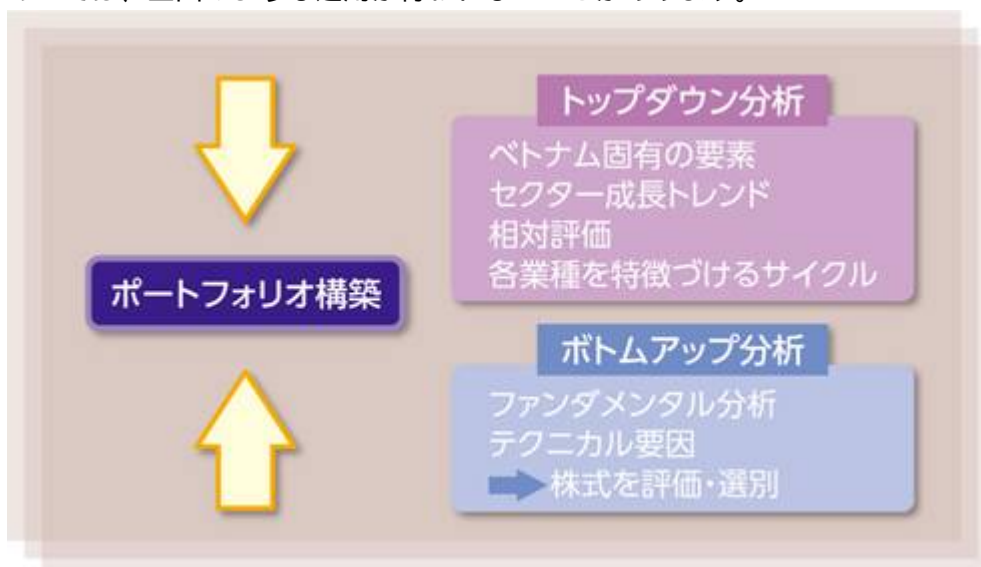 トップダウン分析
ベトナム固有の要素
セクター成長トレンド
相対評価
各業種を特徴づけるサイクル
ポートフォリオ構築
ボトムアップ分析
ファンダメンタル分析
テクニカル要因
株式を評価・選別